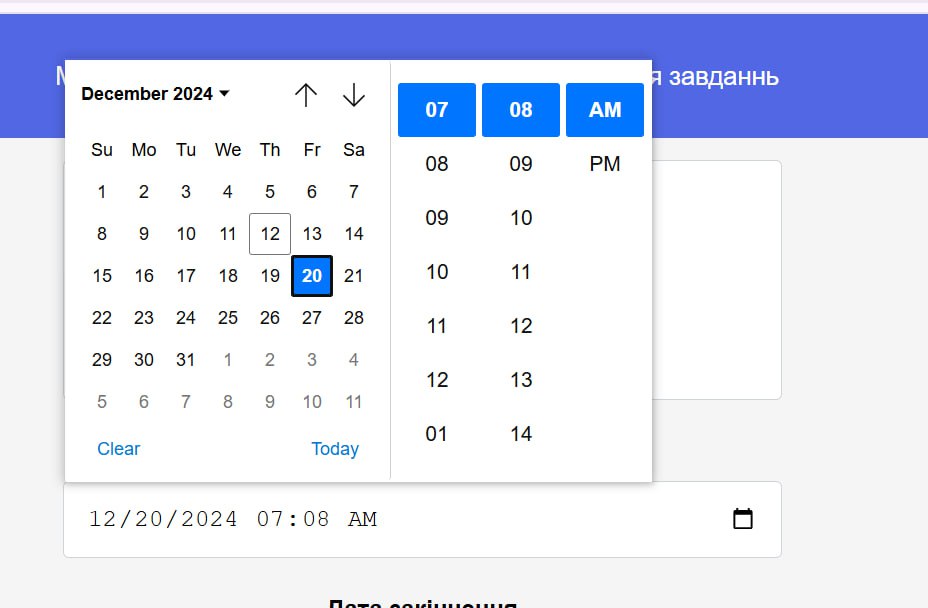 я завдань
December 2024
07 08 AM
Su Mo Tu We Th Fr Sa
08 09 PM
1 2 3 4 5 6 7
09 10
8 9 10 11 12 13 14
10 11
15 16 17 18 19 20 21
11 12
22 23 24 25 26 27 28
12 13
29 30 31 1 2 3 4
01 14
5 6 7 8 9 10 11
Clear Today
12/20/2024 07:08 AM
Дата закінчення